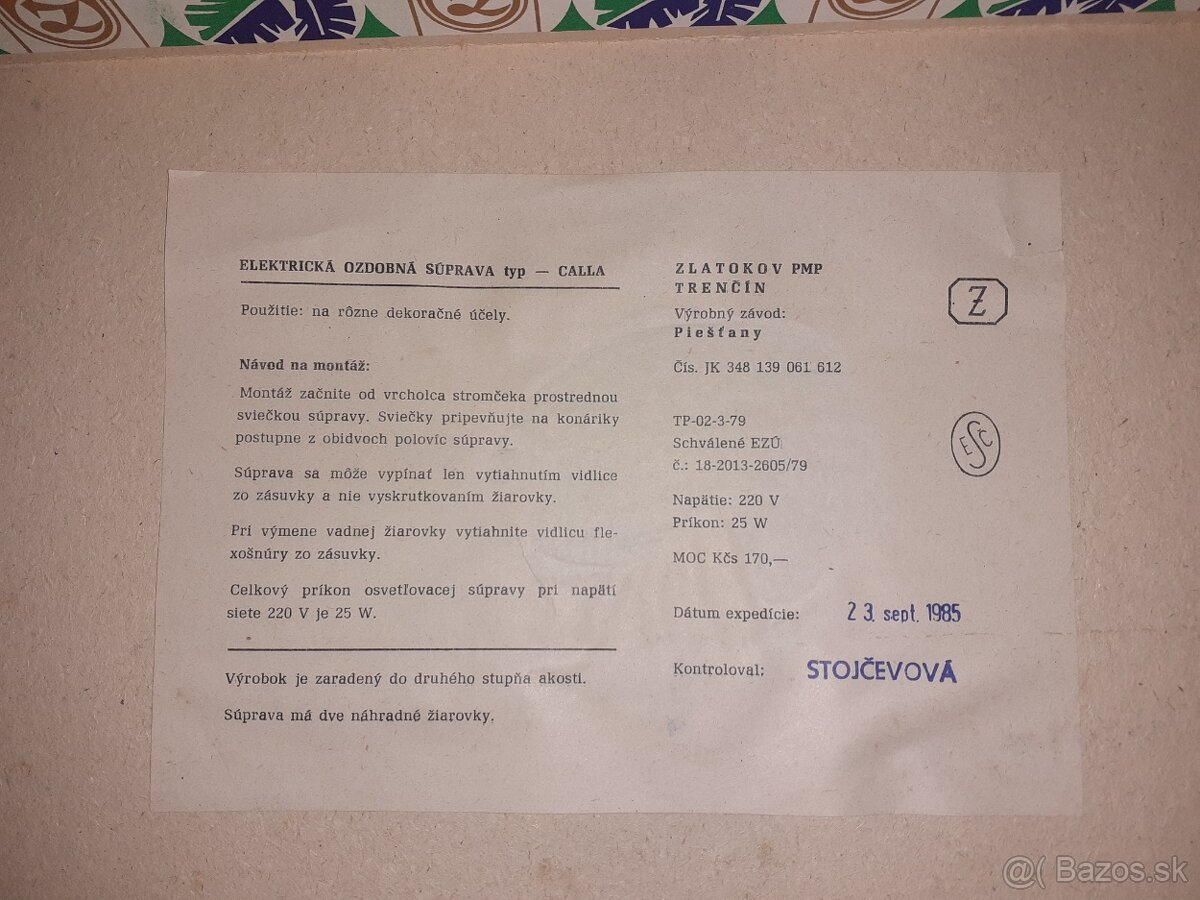 ELEKTRICKÁ OZDOBNÁ SÚPRAVA typ — CALLA
Použitie: na rôzne dekoračné účely.
Návod na montáž:
Montáž začnite od vrcholca stromčeka prostrednou
sviečkou súpravy. Sviečky pripevňujte na konáriky
postupne z obidvoch polovíc súpravy.
Súprava sa môže vypínať len vytiahnutím vidlice
zo zásuvky a nie vyskrutkovaním žiarovky.
Pri výmene vadnej žiarovky vytiahnite vidlicu fle-
xošnúry zo zásuvky.
Celkový príkon osvetľovacej súpravy pri napätí
siete 220 V je 25 W.
Výrobok je zaradený do druhého stupňa akosti.
Súprava má dve náhradné žiarovky.
ZLATOKOV PMP
TRENČÍN
Výrobný závod:
Piešťany
Čís. JK 348 139 061 612
TP-02-3-79
Schválené EZÚ
č.: 18-2013-2605/79
Napätie: 220 V
Príkon: 25 W
MOC Kčs 170,—
Dátum expedície: 23. sept. 1985
Kontroloval: STOJČEVOVÁ
Z
ESČ
@( Bazos.sk